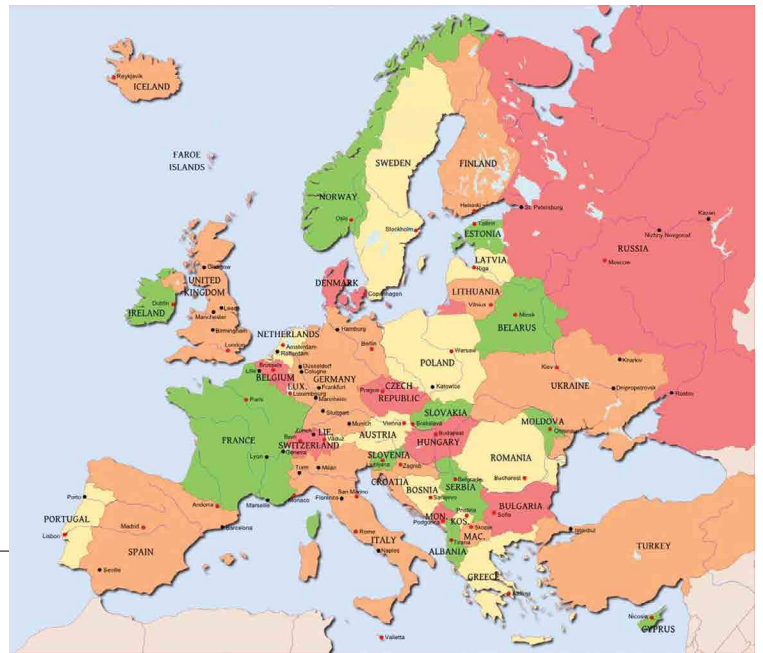 Reykjavik
ICELAND
FAROE
ISLANDS
SWEDEN
FINLAND
NORWAY
Oslo
Helsinki
St. Petersburg
Kazan
Nizhny Novgorod
RUSSIA
Moscow
Stockholm
Tallinn
ESTONIA
LATVIA
Riga
Glasgow
UNITED
KINGDOM
DENMARK
Copenhagen
LITHUANIA
Vilnius
Dublin
IRELAND
Leeds
Manchester
Birmingham
London
Minsk
BELARUS
NETHERLANDS
Amsterdam
Rotterdam
Hamburg
Berlin
Warsaw
POLAND
Brussels
Lille
BELGIUM
Düsseldorf
Cologne
GERMANY
LUX.
Luxembourg
Frankfurt
Mannheim
Prague
CZECH
REPUBLIC
Katowice
Kiev
Kharkiv
UKRAINE
Dnipropetrovsk
Rostov
Paris
Stuttgart
Munich
Vienna
Bratislava
SLOVAKIA
MOLDOVA
FRANCE
Zürich
LIE.
Bern
Vaduz
SWITZERLAND
Geneva
AUSTRIA
Budapest
HUNGARY
Lyon
SLOVENIA
Ljubljana
Zagreb
ROMANIA
Turin
Milan
CROATIA
Bucharest
Belgrade
SERBIA
BOSNIA
Sarajevo
Porto
Andorra
Marseille
Monaco
Florence
San Marino
MON.
Podgorica
Pristina
KOS.
BULGARIA
Sofia
PORTUGAL
Lisbon
Madrid
Barcelona
SPAIN
Seville
Rome
ITALY
Naples
Skopje
MAC.
Tirana
ALBANIA
Istanbul
TURKEY
GREECE
Athens
Valletta
Nicosia
CYPRUS